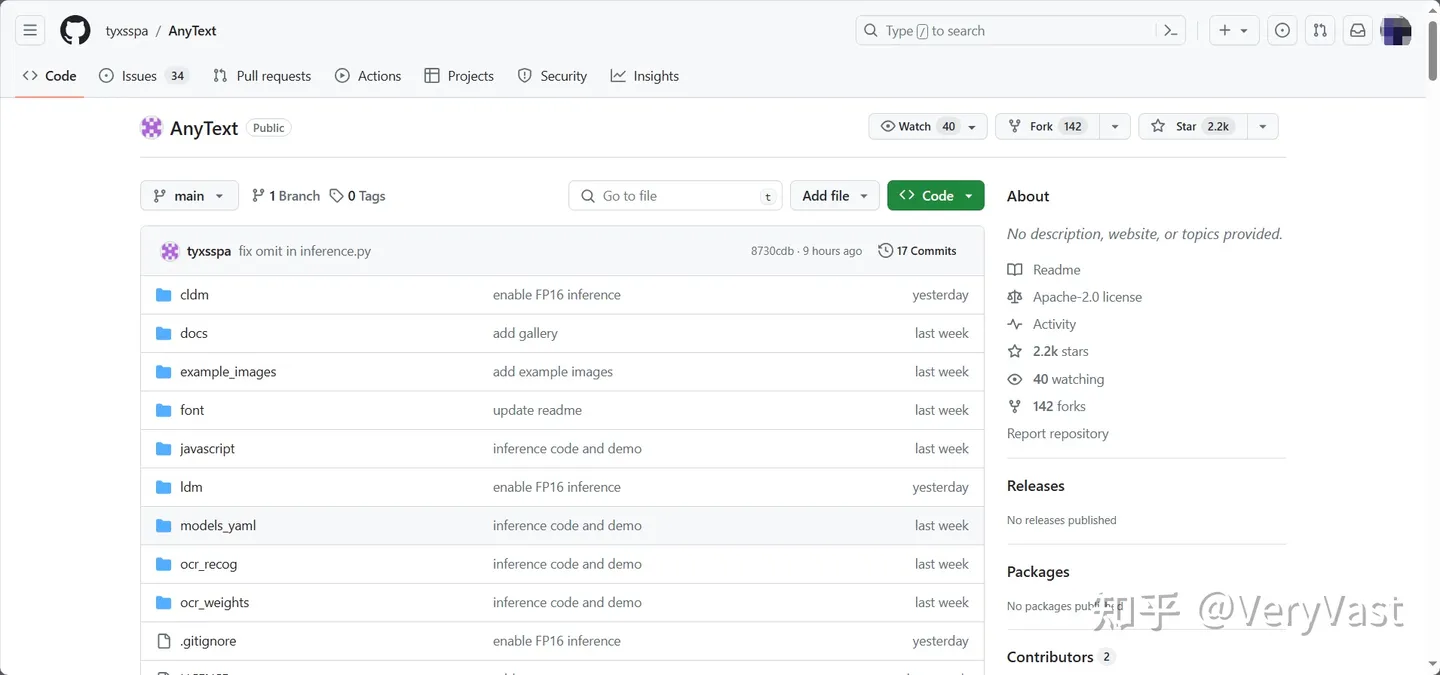 tyxsspa / AnyText
Type / to search
Code Issues 34 Pull requests Actions Projects Security Insights
AnyText Public
Watch 40 Fork 142 Star 2.2k
main 1 Branch 0 Tags Go to file t Add file Code
tyxsspa fix omit in inference.py 8730cdb · 9 hours ago 17 Commits
cldm enable FP16 inference yesterday
docs add gallery last week
example_images add example images last week
font update readme last week
javascript inference code and demo last week
ldm enable FP16 inference yesterday
models_yaml inference code and demo last week
ocr_recog inference code and demo last week
ocr_weights inference code and demo last week
.gitignore enable FP16 inference yesterday
About
No description, website, or topics provided.
Readme
Apache-2.0 license
Activity
2.2k stars
40 watching
142 forks
Report repository
Releases
No releases published
Packages
No packages published
Contributors 2
知乎 @VeryVast